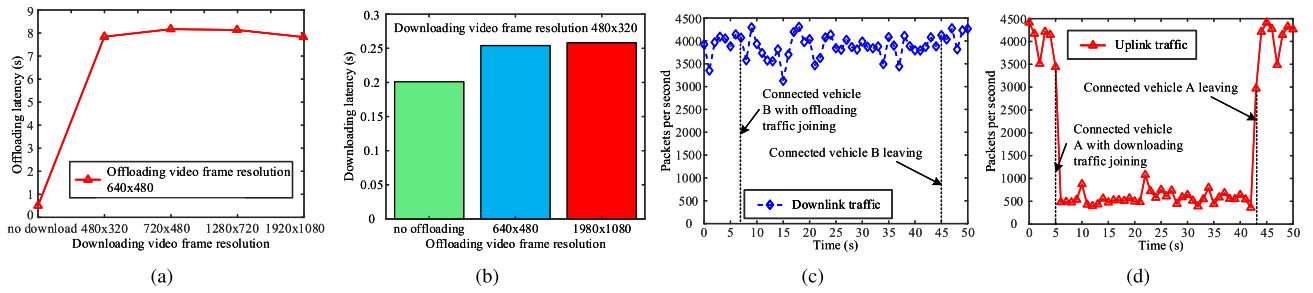 9
8
7
6
5
4
3
2
1
0
Offloading latency (s)
Offloading video frame resolution
640x480
no download 480x320 720x480 1280x720 1920x1080
Downloading video frame resolution
(a)
0.3
0.25
0.2
0.15
0.1
0.05
0
Downloading latency (s)
Downloading video frame resolution 480x320
no offloading 640x480 1980x1080
Offloading video frame resolution
(b)
4500
4000
3500
3000
2500
2000
1500
1000
500
0
Packets per second
Connected vehicle
B with offloading
traffic joining
Connected vehicle B leaving
Downlink traffic
0 5 10 15 20 25 30 35 40 45 50
Time (s)
(c)
4500
4000
3500
3000
2500
2000
1500
1000
500
0
Packets per second
Uplink traffic
Connected vehicle A leaving
Connected vehicle
A with downloading
traffic joining
0 5 10 15 20 25 30 35 40 45 50
Time (s)
(d)